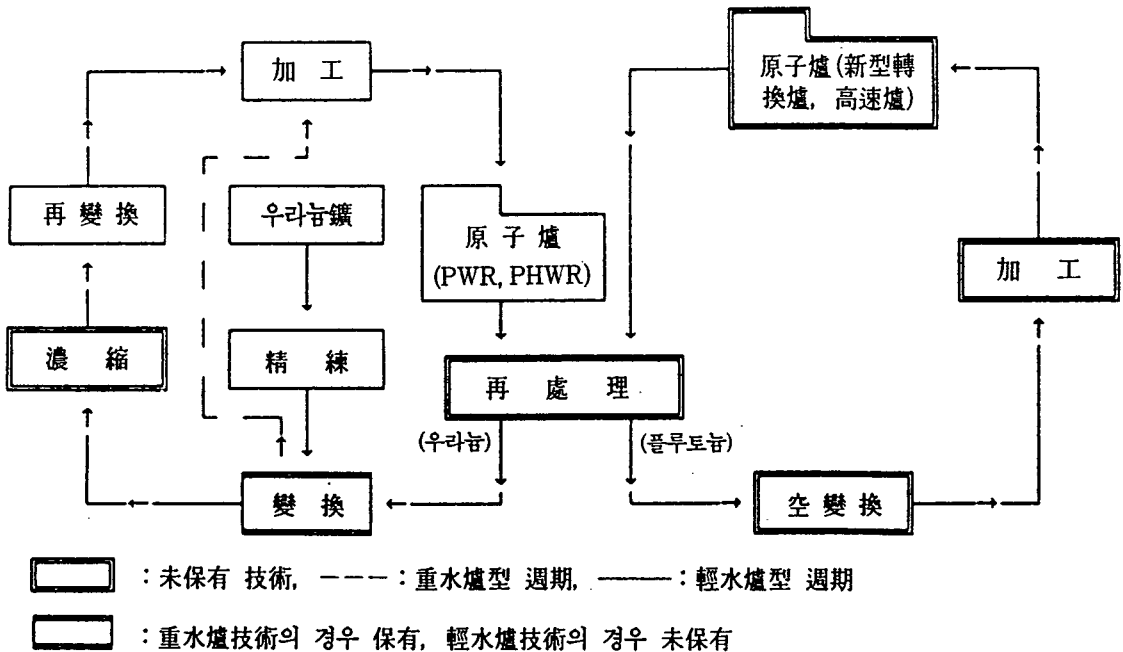 加 工
原子爐(新型轉
換爐, 高速爐)
再 變 換
우라늄鑛
原 子 爐
(PWR, PHWR)
加 工
濃 縮
精 練
再 處 理
(우라늄)
(플루토늄)
變 換
空 變 換
: 未保有 技術, ---: 重水爐型 週期, ——: 輕水爐型 週期
: 重水爐技術의 경우 保有, 輕水爐技術의 경우 未保有